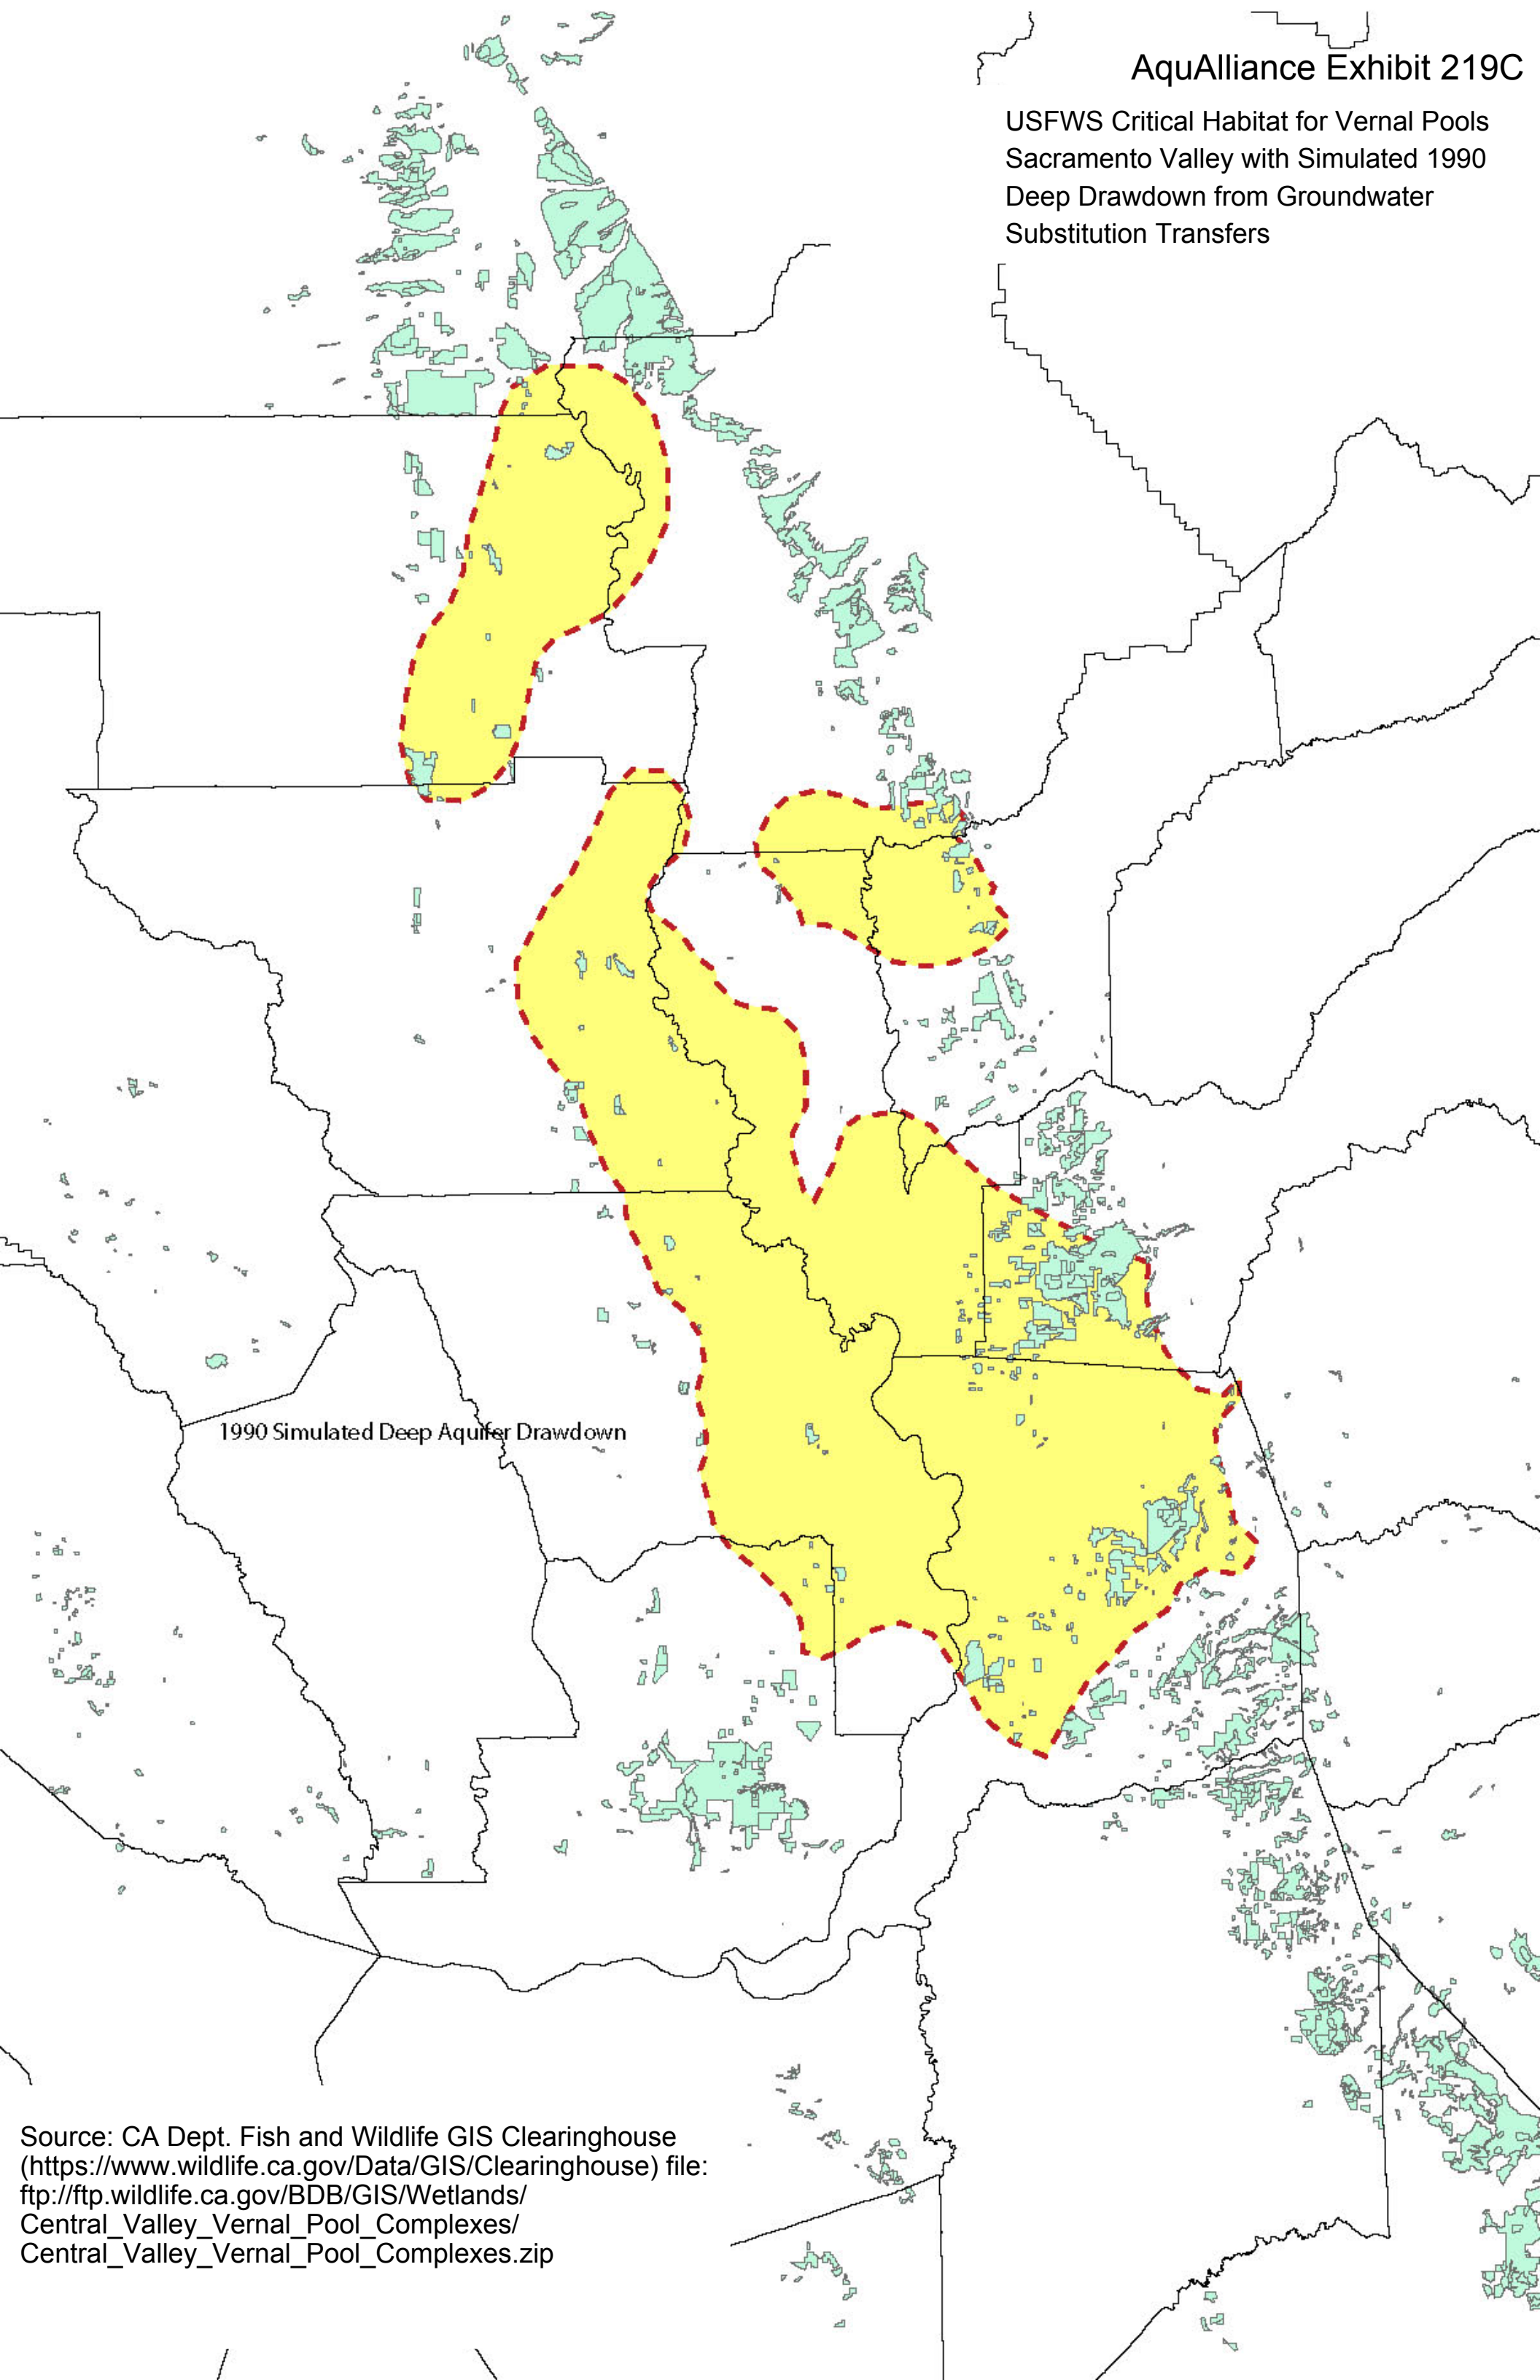 AquAlliance Exhibit 219C
USFWS Critical Habitat for Vernal Pools
Sacramento Valley with Simulated 1990
Deep Drawdown from Groundwater
Substitution Transfers
1990 Simulated Deep Aquifer Drawdown
Source: CA Dept. Fish and Wildlife GIS Clearinghouse
(https://www.wildlife.ca.gov/Data/GIS/Clearinghouse) file:
ftp://ftp.wildlife.ca.gov/BDB/GIS/Wetlands/
Central_Valley_Vernal_Pool_Complexes/
Central_Valley_Vernal_Pool_Complexes.zip